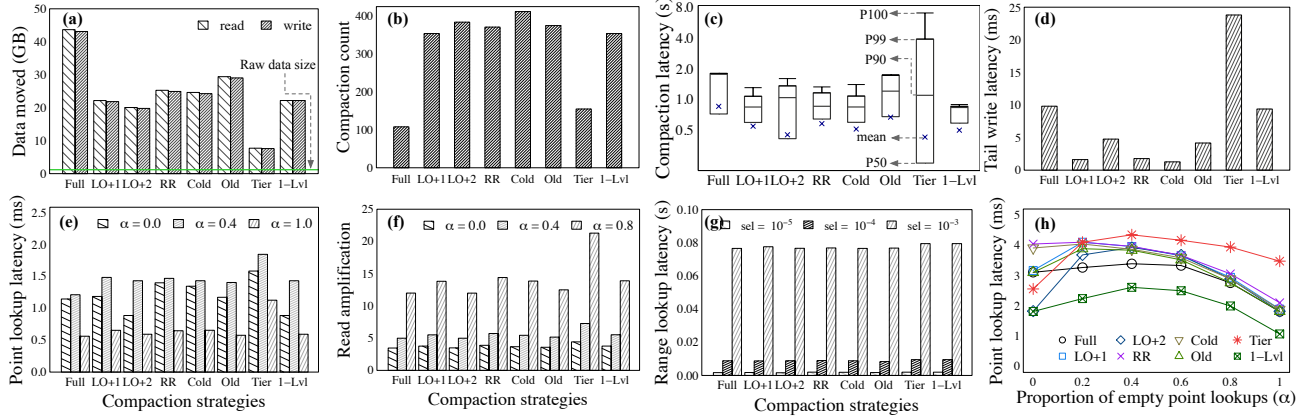 (a)
read write
Raw data size
Data moved (GB)
50
40
30
20
10
0
Full LO+1 LO+2 RR Cold Old Tier 1−Lvl
(b)
Compaction count
400
300
200
100
0
Full LO+1 LO+2 RR Cold Old Tier 1−Lvl
(c)
Compaction latency (s)
8.0
4.0
2.0
1.0
0.5
P100
P99
P90
mean
P50
Full LO+1 LO+2 RR Cold Old Tier 1−Lvl
(d)
Tail write latency (ms)
25
20
15
10
5
0
Full LO+1 LO+2 RR Cold Old Tier 1−Lvl
(e)
α = 0.0 α = 0.4 α = 1.0
Point lookup latency (ms)
2.5
2.0
1.5
1.0
0.5
0.0
Full LO+1 LO+2 RR Cold Old Tier 1−Lvl
Compaction strategies
(f)
α = 0.0 α = 0.4 α = 0.8
Read amplification
25
20
15
10
5
0
Full LO+1 LO+2 RR Cold Old Tier 1−Lvl
Compaction strategies
(g)
sel = 10⁻⁵ sel = 10⁻⁴ sel = 10⁻³
Range lookup latency (s)
0.10
0.08
0.06
0.04
0.02
0.00
Full LO+1 LO+2 RR Cold Old Tier 1−Lvl
Compaction strategies
(h)
Point lookup latency (ms)
5
4
3
2
1
0
Full LO+2 Cold Tier
LO+1 RR Old 1−Lvl
0 0.2 0.4 0.6 0.8 1
Proportion of empty point lookups (α)